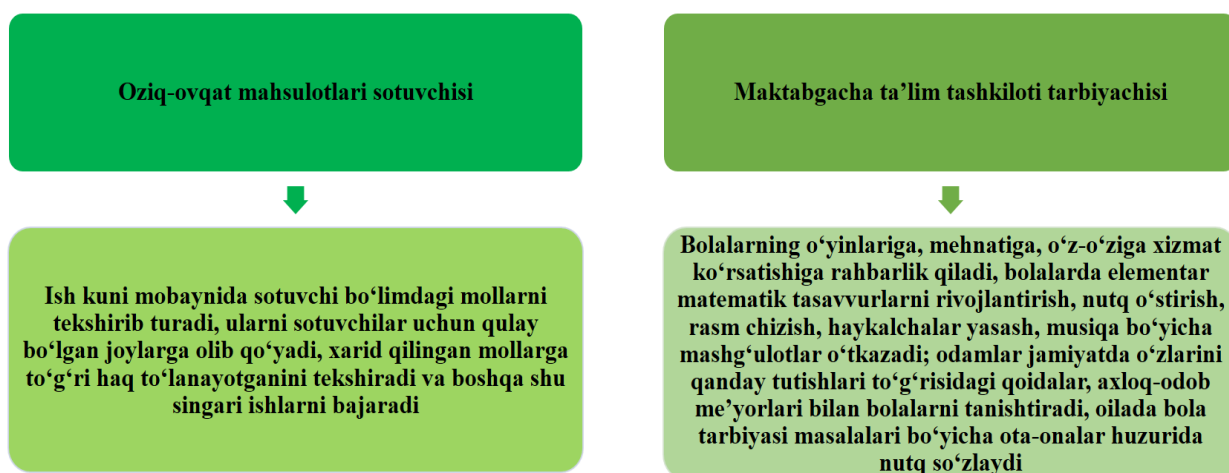 Oziq-ovqat mahsulotlari sotuvchisi
Ish kuni mobaynida sotuvchi bo‘limdagi mollarni
tekshirib turadi, ularni sotuvchilar uchun qulay
bo‘lgan joylarga olib qo‘yadi, xarid qilingan mollarga
to‘g‘ri haq to‘lanayotganini tekshiradi va boshqa shu
singari ishlarni bajaradi
Maktabgacha ta’lim tashkiloti tarbiyachisi
Bolalarning o‘yinlariga, mehnatiga, o‘z-o‘ziga xizmat
ko‘rsatishiga rahbarlik qiladi, bolalarda elementar
matematik tasavvurlarni rivojlantirish, nutq o‘stirish,
rasm chizish, haykalchalar yasash, musiqa bo‘yicha
mashg‘ulotlar o‘tkazadi; odamlar jamiyatda o‘zlarini
qanday tutishlari to‘g‘risidagi qoidalar, axloq-odob
me’yorlari bilan bolalarni tanishtiradi, oilada bola
tarbiyasi masalalari bo‘yicha ota-onalar huzurida
nutq so‘zlaydi